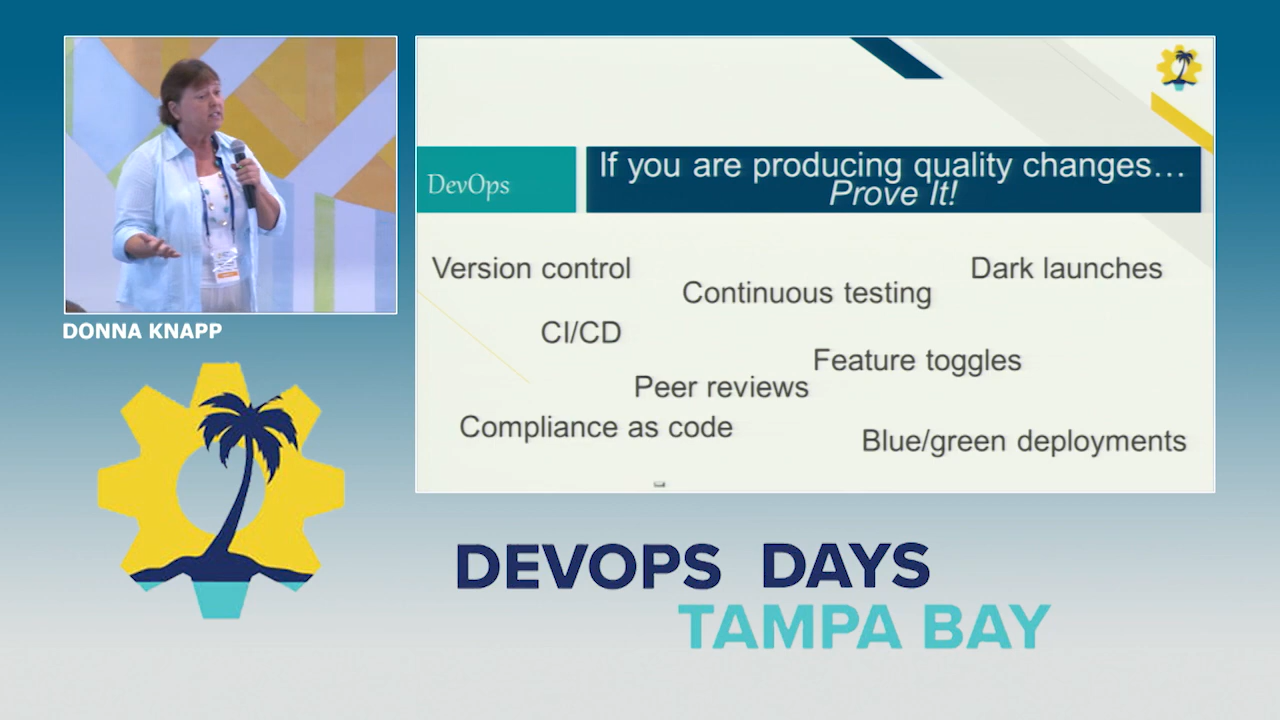 DONNA KNAPP
DevOps
If you are producing quality changes…
Prove It!
Version control
Dark launches
Continuous testing
CI/CD
Feature toggles
Peer reviews
Compliance as code
Blue/green deployments
DEVOPS DAYS
TAMPA BAY